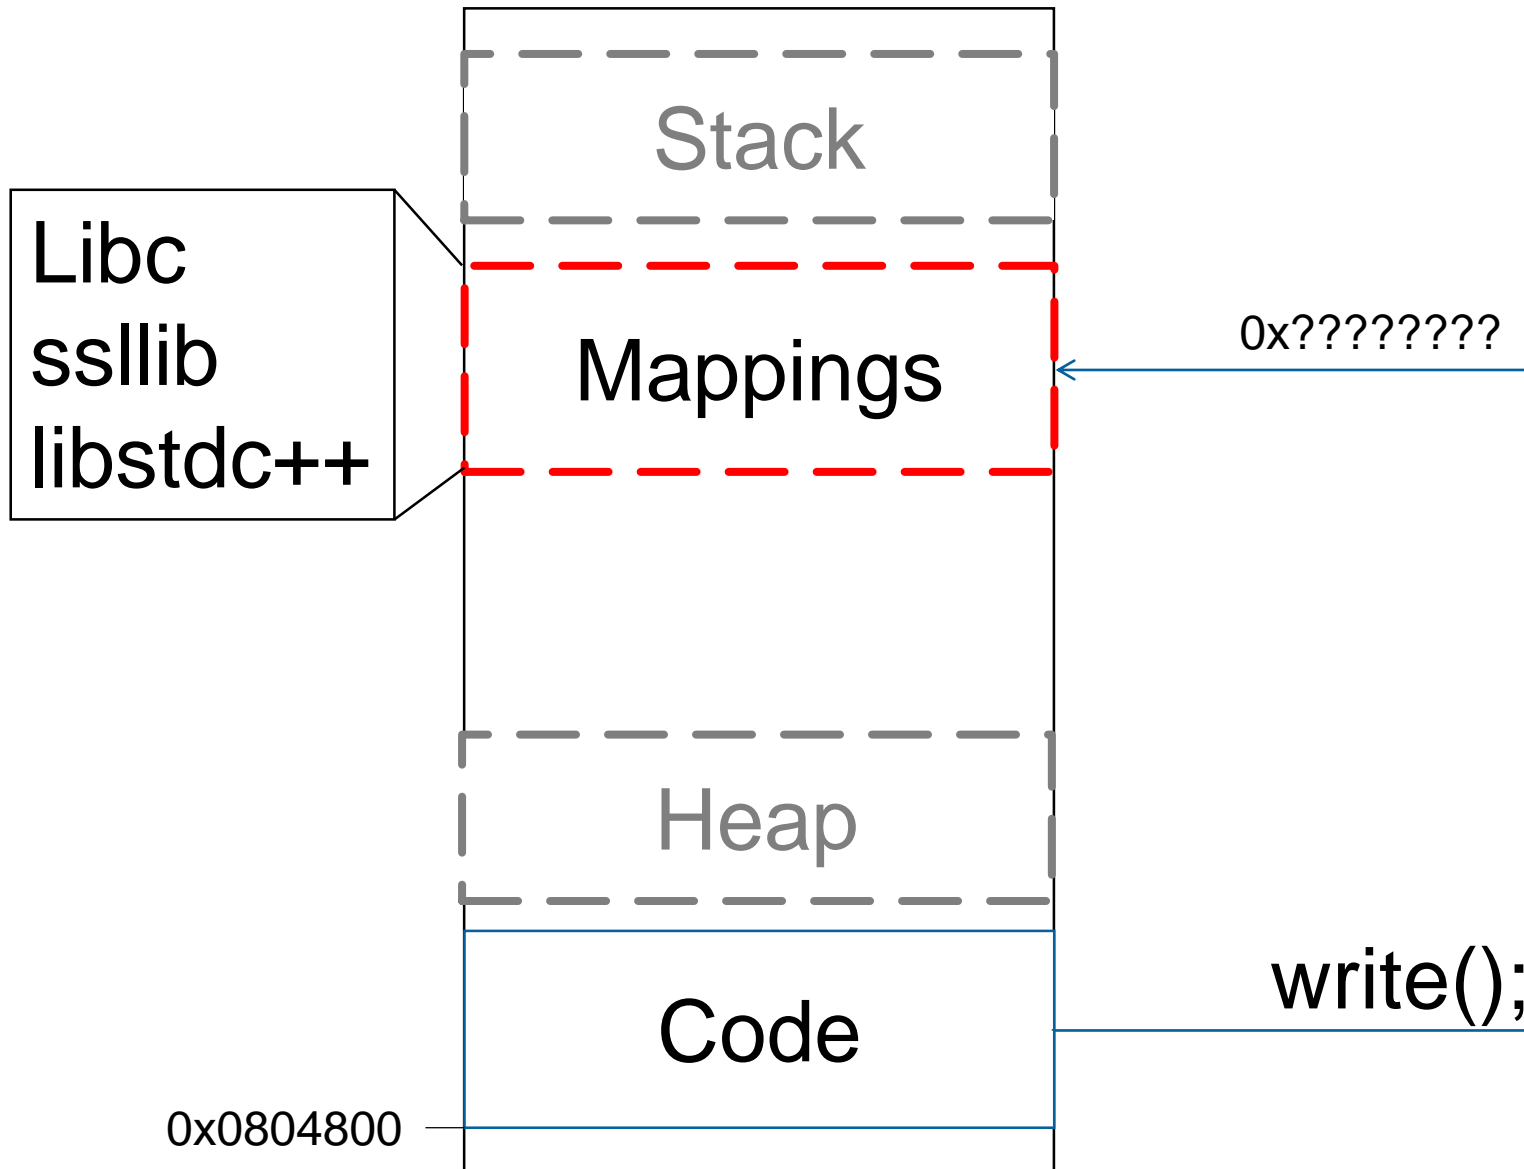 Stack
Libc
ssllib
libstdc++
Mappings
0x????????
Heap
write();
Code
0x0804800